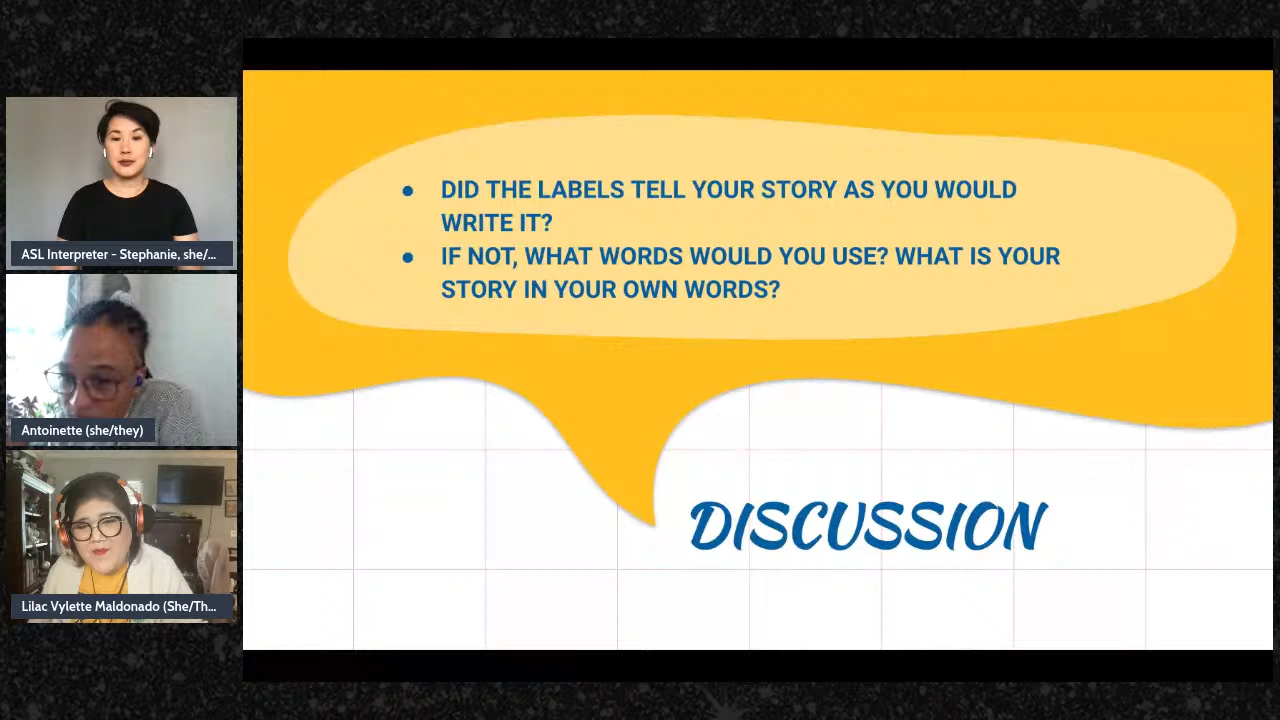 ASL Interpreter - Stephanie, she/...
Antoinette (she/they)
Lilac Vylette Maldonado (She/Th...
● DID THE LABELS TELL YOUR STORY AS YOU WOULD
WRITE IT?
● IF NOT, WHAT WORDS WOULD YOU USE? WHAT IS YOUR
STORY IN YOUR OWN WORDS?
DISCUSSION